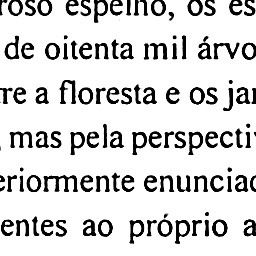 roso espelho, os es
de oitenta mil árvo
re a floresta e os jar
, mas pela perspectiv
eriormente enunciad
entes ao próprio a